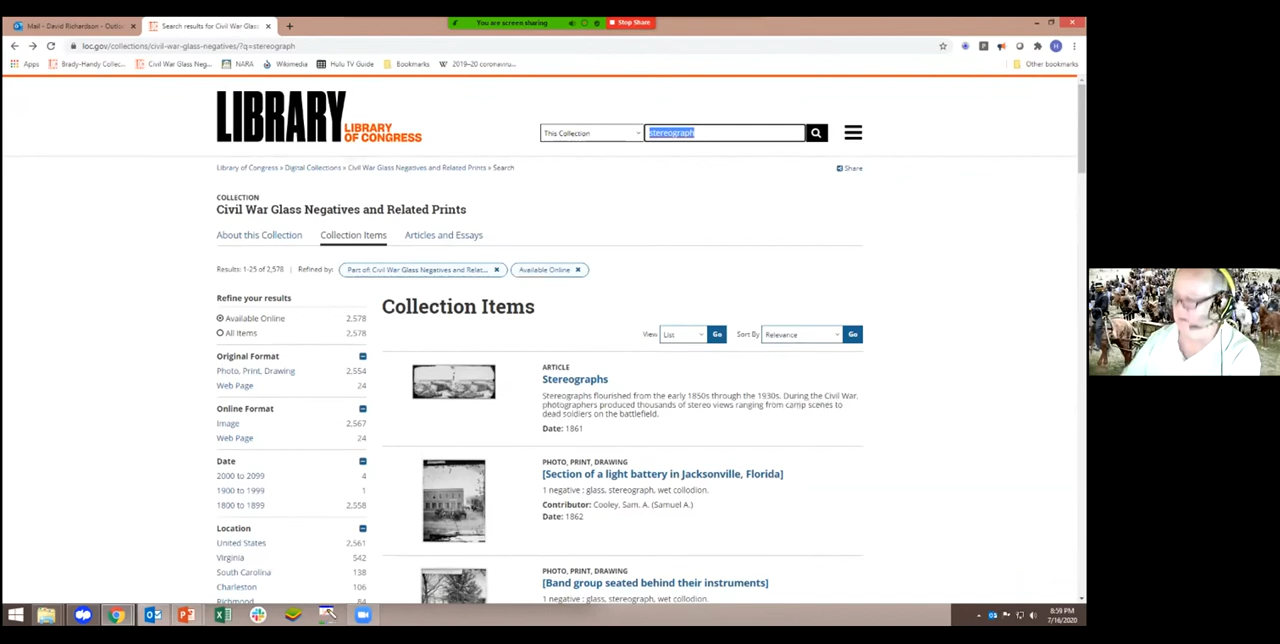 Mail - David Richardson - Outlo
Search results for Civil War Glas
You are screen sharing
Stop Share
loc.gov/collections/civil-war-glass-negatives/?q=stereograph
Apps
Brady-Handy Collec...
Civil War Glass Neg...
NARA
Wikimedia
Hulu TV Guide
Bookmarks
2019–20 coronaviru...
Other bookmarks
LIBRARY
LIBRARY
OF CONGRESS
This Collection
stereograph
Library of Congress » Digital Collections » Civil War Glass Negatives and Related Prints » Search
Share
COLLECTION
Civil War Glass Negatives and Related Prints
About this Collection
Collection Items
Articles and Essays
Results: 1-25 of 2,578 | Refined by:
Part of: Civil War Glass Negatives and Relat...
Available Online
Refine your results
Available Online 2,578
All Items 2,578
Original Format
Photo, Print, Drawing 2,554
Web Page 24
Online Format
Image 2,567
Web Page 24
Date
2000 to 2099 4
1900 to 1999 1
1800 to 1899 2,558
Location
United States 2,561
Virginia 542
South Carolina 138
Charleston 106
Richmond 84
Collection Items
View List Go
Sort By Relevance Go
ARTICLE
Stereographs
Stereographs flourished from the early 1850s through the 1930s. During the Civil War,
photographers produced thousands of stereo views ranging from camp scenes to
dead soldiers on the battlefield.
Date: 1861
PHOTO, PRINT, DRAWING
[Section of a light battery in Jacksonville, Florida]
1 negative : glass, stereograph, wet collodion.
Contributor: Cooley, Sam. A. (Samuel A.)
Date: 1862
PHOTO, PRINT, DRAWING
[Band group seated behind their instruments]
1 negative : glass, stereograph, wet collodion.
8:59 PM
7/16/2020